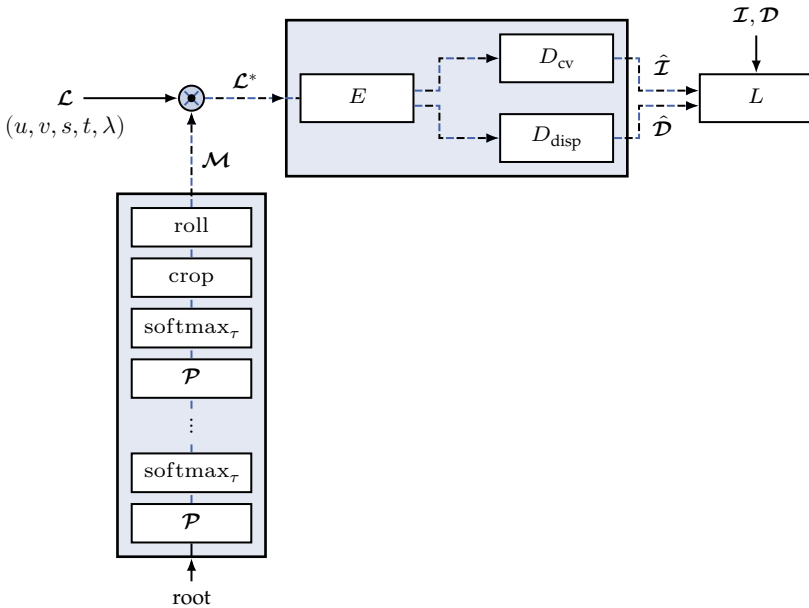 𝓘, 𝓓
𝓛
(u, v, s, t, λ)
𝓛*
E
D_cv
D_disp
𝓘̂
𝓓̂
L
𝓜
roll
crop
softmax_τ
𝓟
⋮
softmax_τ
𝓟
root